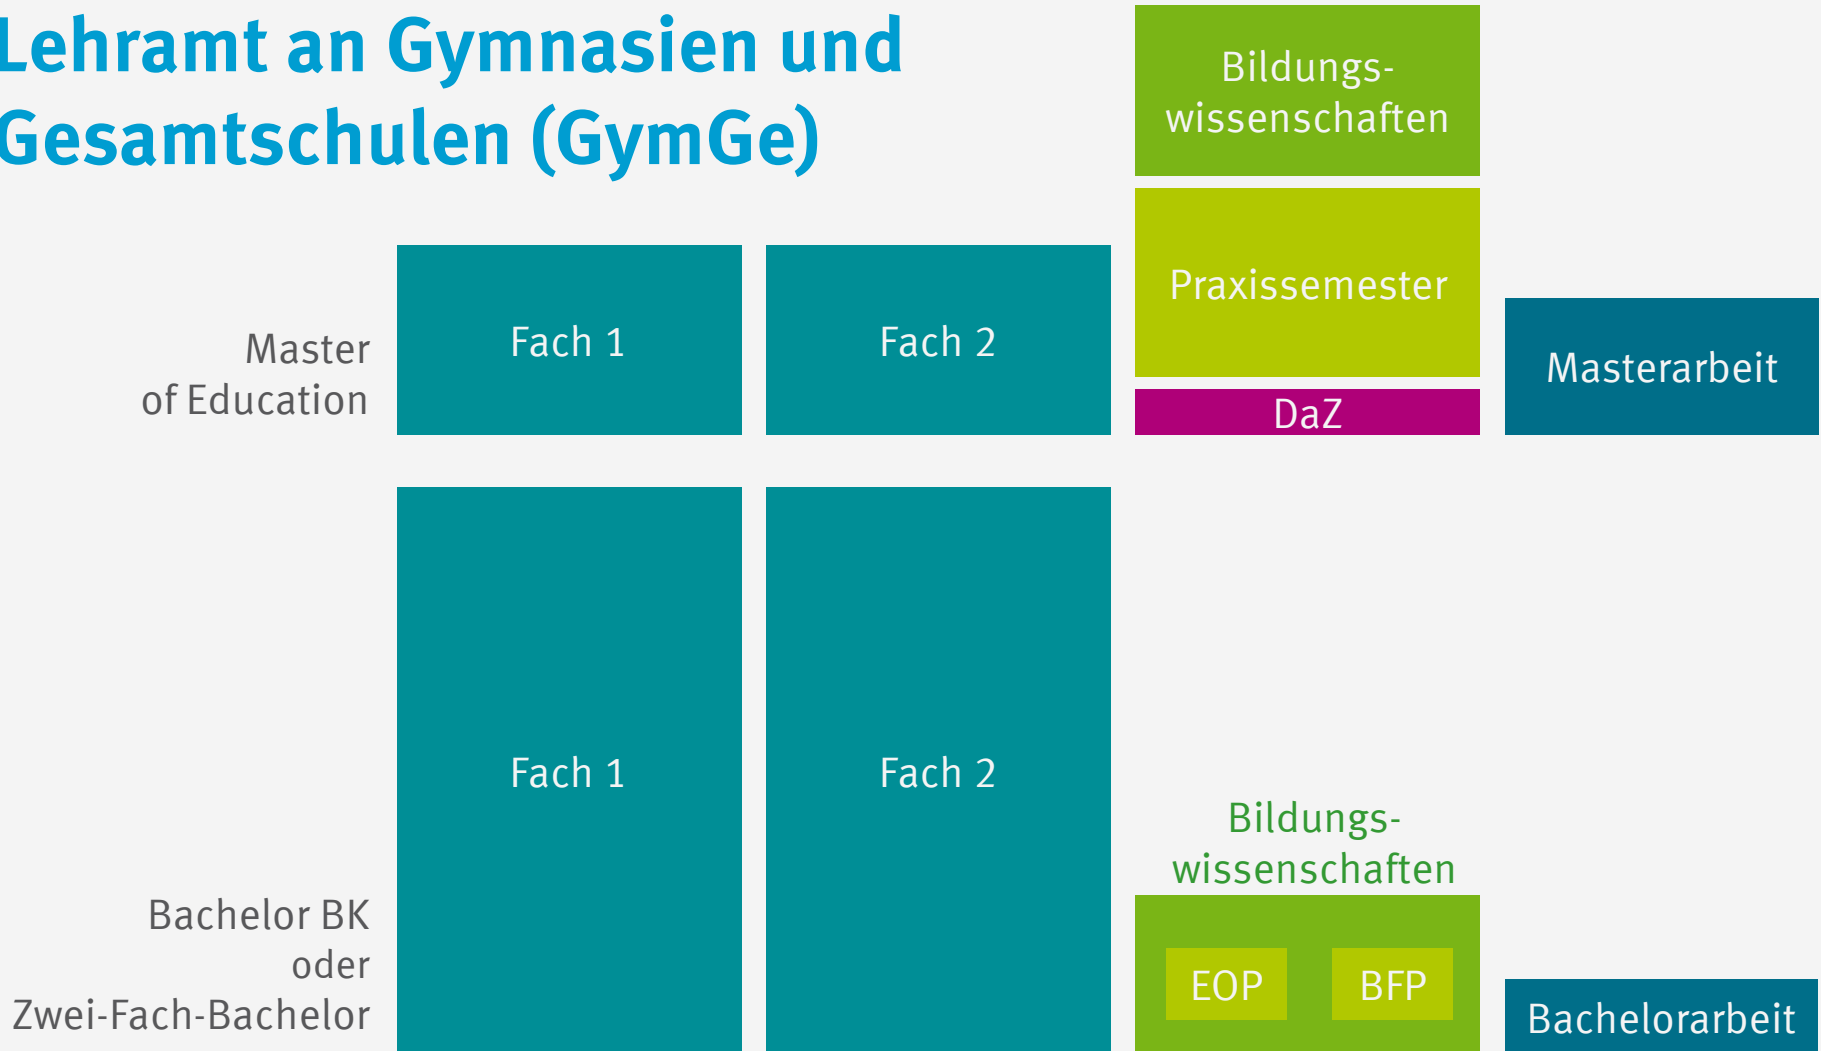 Lehramt an Gymnasien und
Gesamtschulen (GymGe)
Bildungs-
wissenschaften
Praxissemester
DaZ
Master
of Education
Fach 1
Fach 2
Masterarbeit
Fach 1
Fach 2
Bildungs-
wissenschaften
EOP
BFP
Bachelor BK
oder
Zwei-Fach-Bachelor
Bachelorarbeit